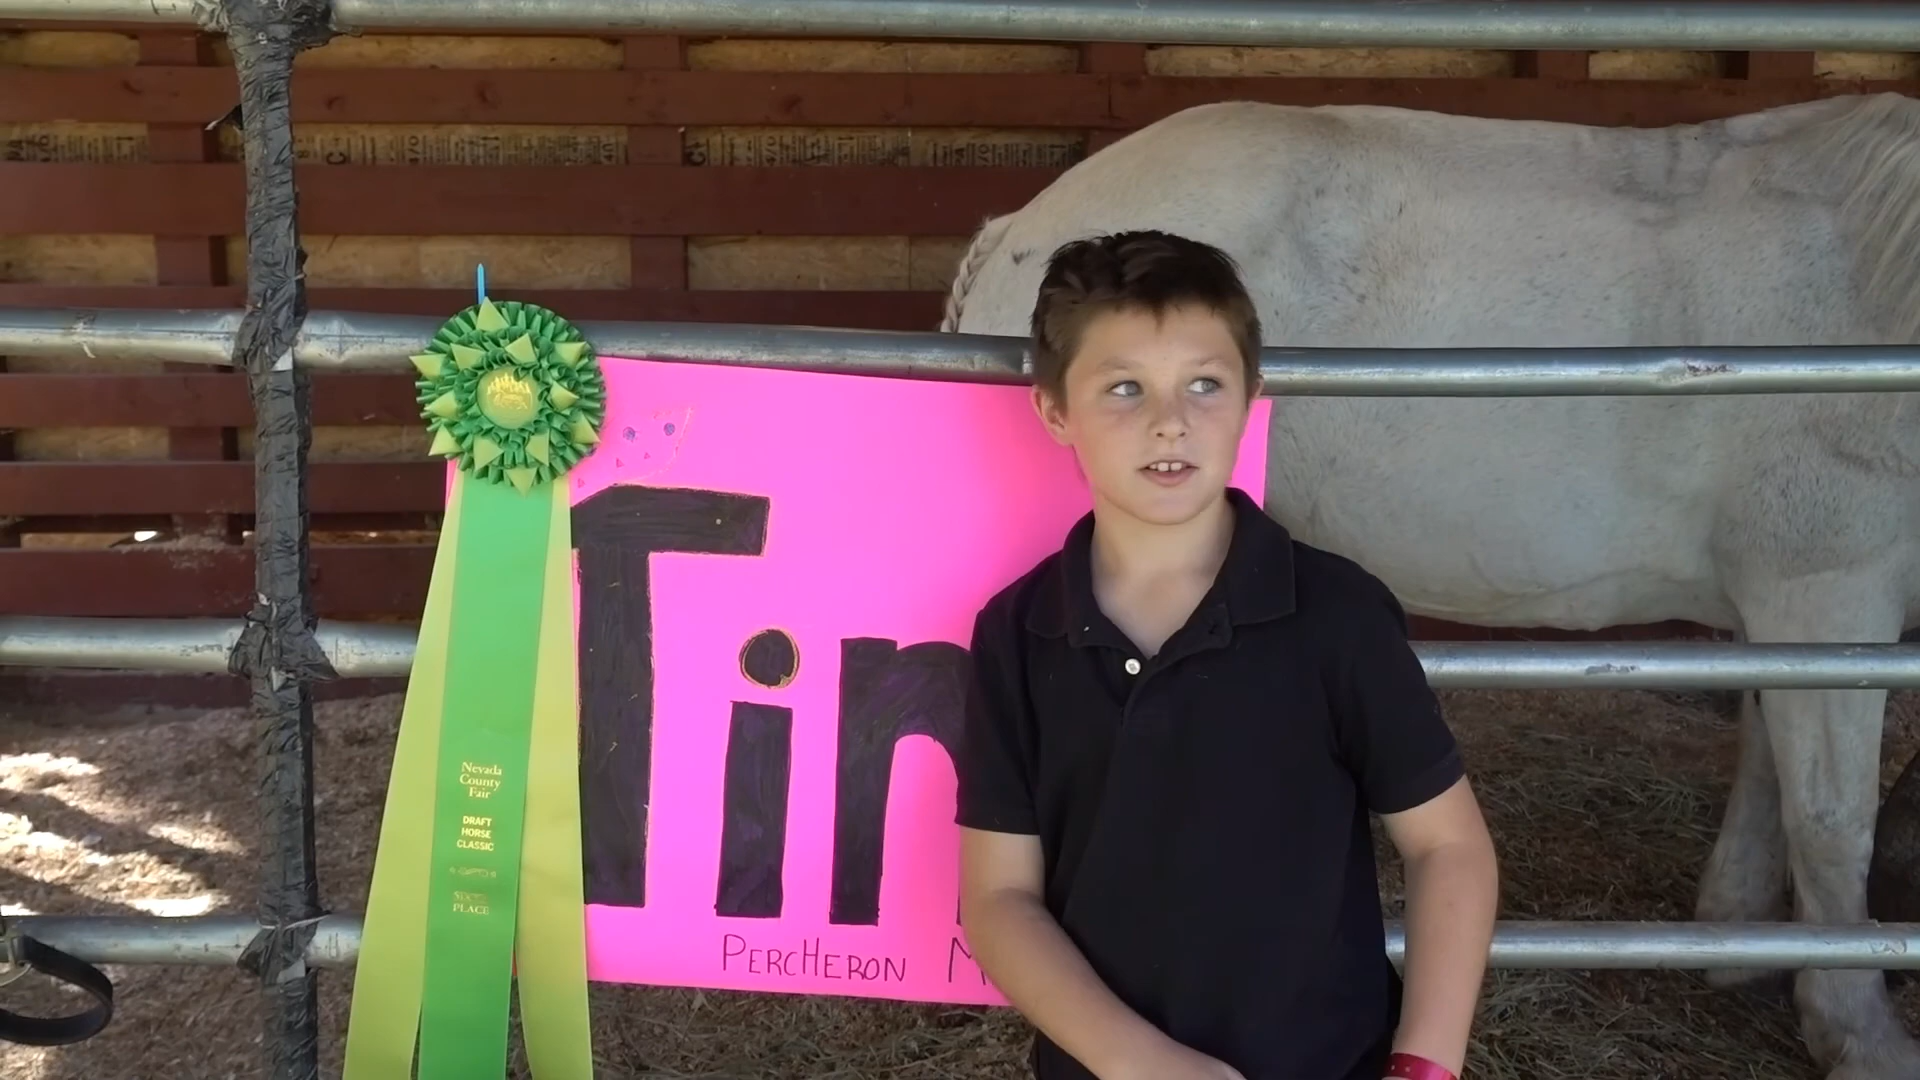 Tin
PERCHERON M
Nevada
County
Fair
DRAFT
HORSE
CLASSIC
PLACE